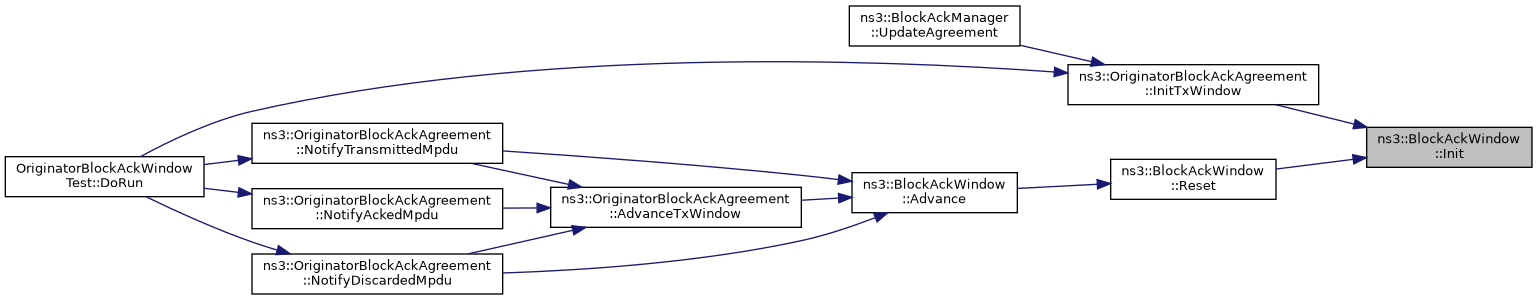 ns3::BlockAckManager
::UpdateAgreement
ns3::OriginatorBlockAckAgreement
::InitTxWindow
ns3::BlockAckWindow
::Init
OriginatorBlockAckWindow
Test::DoRun
ns3::OriginatorBlockAckAgreement
::NotifyTransmittedMpdu
ns3::OriginatorBlockAckAgreement
::NotifyAckedMpdu
ns3::OriginatorBlockAckAgreement
::AdvanceTxWindow
ns3::BlockAckWindow
::Advance
ns3::BlockAckWindow
::Reset
ns3::OriginatorBlockAckAgreement
::NotifyDiscardedMpdu